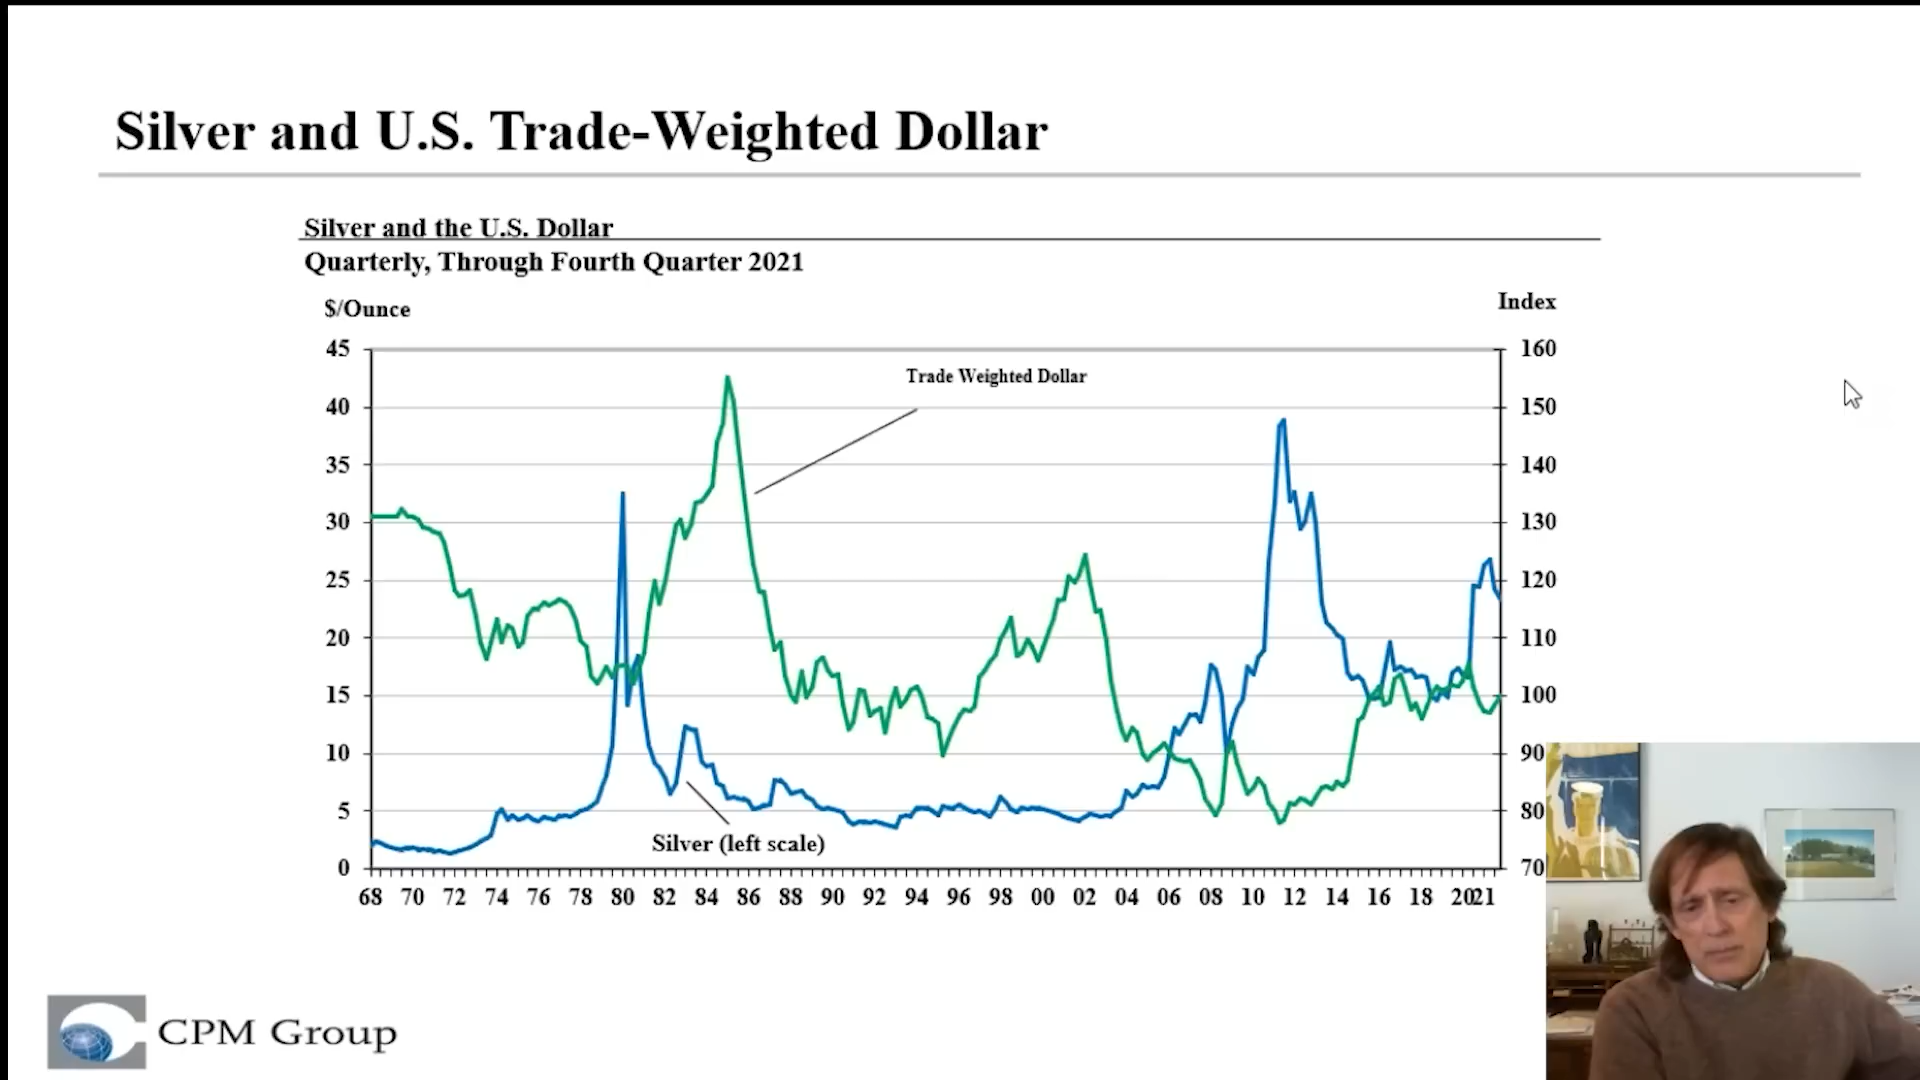 Silver and U.S. Trade-Weighted Dollar
Silver and the U.S. Dollar
Quarterly, Through Fourth Quarter 2021
$/Ounce
Index
45
160
Trade Weighted Dollar
40
150
35
140
30
130
25
120
20
110
15
100
10
90
5
80
Silver (left scale)
0
70
68 70 72 74 76 78 80 82 84 86 88 90 92 94 96 98 00 02 04 06 08 10 12 14 16 18 2021
CPM Group